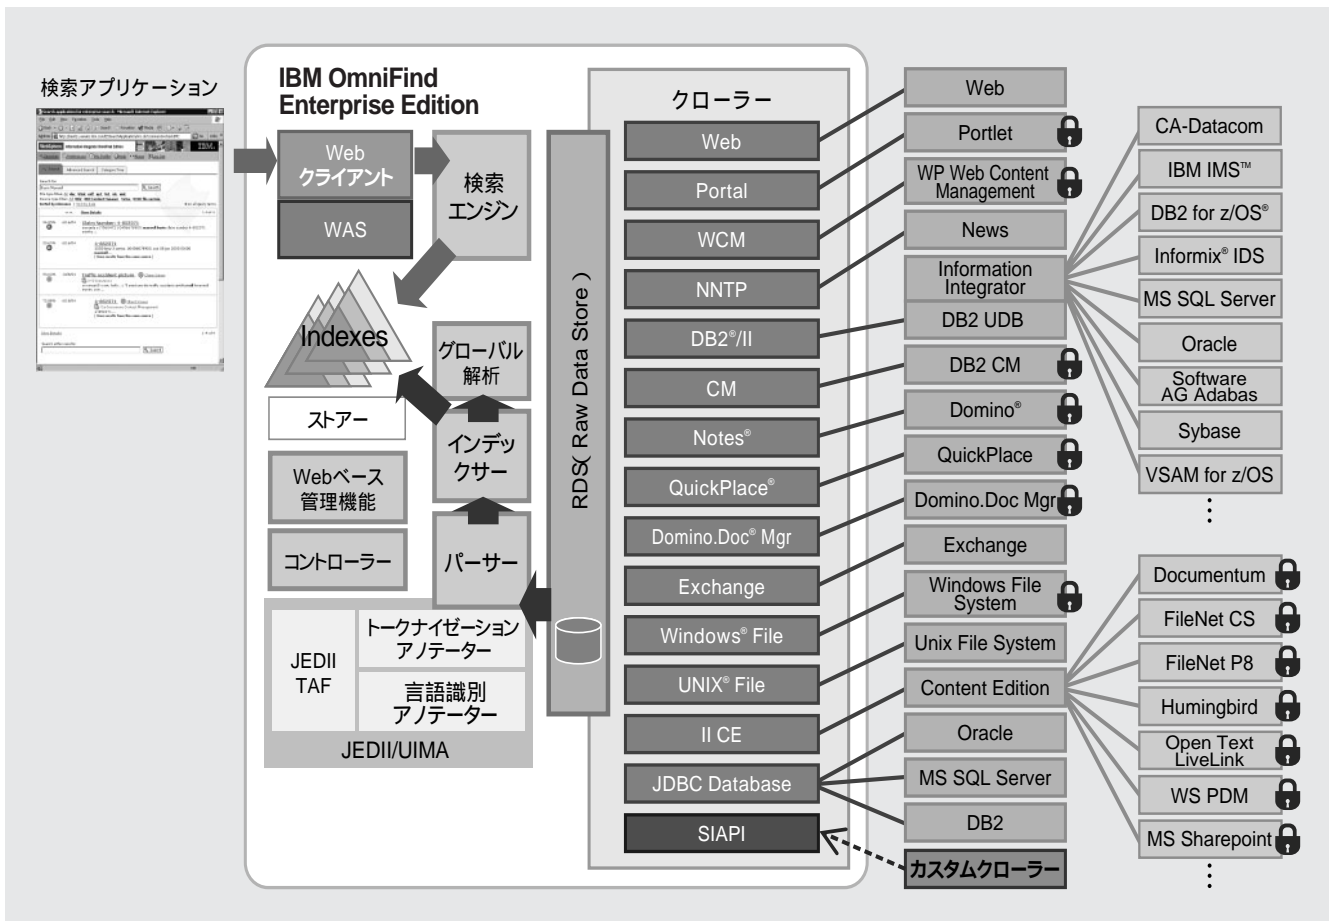 検索アプリケーション
IBM OmniFind
Enterprise Edition
Web
クライアント
WAS
検索
エンジン
Indexes
ストアー
Webベース
管理機能
コントローラー
グローバル
解析
インデッ
クサー
パーサー
JEDII
TAF
トークナイゼーション
アノテーター
言語識別
アノテーター
JEDII/UIMA
RDS( Raw Data Store )
クローラー
Web
Portal
WCM
NNTP
DB2®/II
CM
Notes®
QuickPlace®
Domino.Doc® Mgr
Exchange
Windows® File
UNIX® File
II CE
JDBC Database
SIAPI
Web
Portlet
WP Web Content
Management
News
Information
Integrator
DB2 UDB
DB2 CM
Domino®
QuickPlace
Domino.Doc Mgr
Exchange
Windows File
System
Unix File System
Content Edition
Oracle
MS SQL Server
DB2
カスタムクローラー
CA-Datacom
IBM IMS™
DB2 for z/OS®
Informix® IDS
MS SQL Server
Oracle
Software
AG Adabas
Sybase
VSAM for z/OS
⋮
Documentum
FileNet CS
FileNet P8
Humingbird
Open Text
LiveLink
WS PDM
MS Sharepoint
⋮